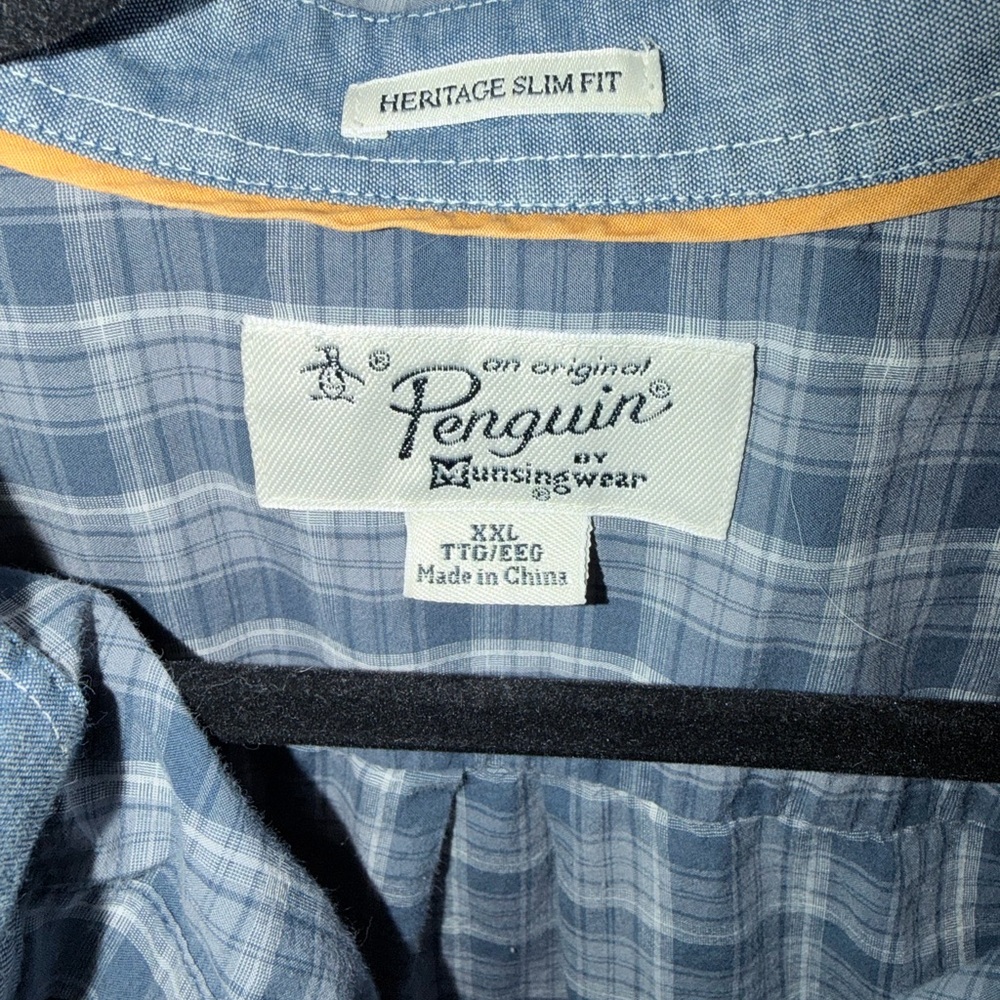 HERITAGE SLIM FIT
® an original
Penguin®
BY
Munsingwear
®
XXL
TTG/EEG
Made in China